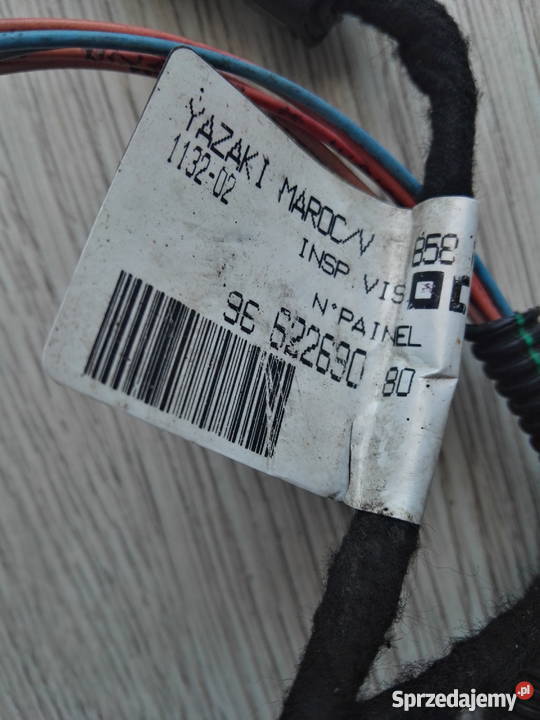 YAZAKI MAROC/V 858
1132-02
INSP VIS
N°PAINEL
96 622690 80
Sprzedajemy.pl